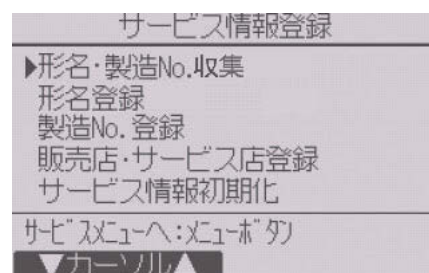 サービス情報登録
▶形名・製造No.収集
形名登録
製造No.登録
販売店・サービス店登録
サービス情報初期化
サービスメニューへ:メニューボタン
▼カーソル▲